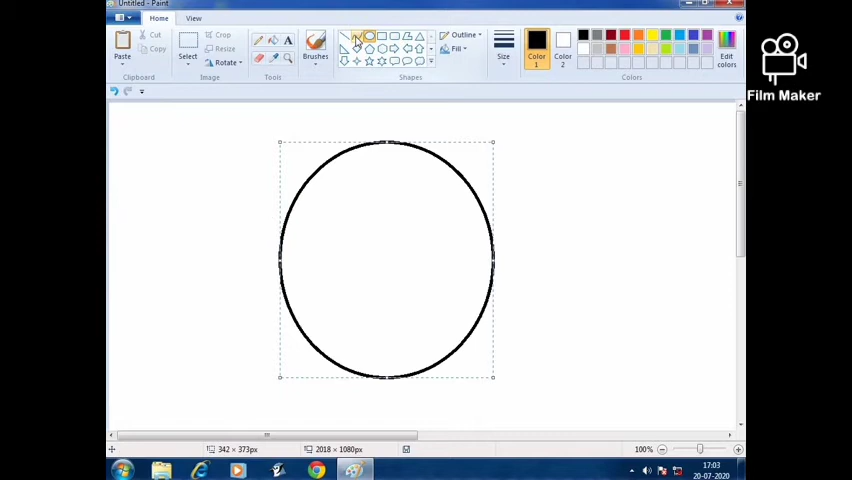 Untitled - Paint
Home View
Paste
Cut
Copy
Clipboard
Select
Crop
Resize
Rotate
Image
Tools
Brushes
Shapes
Outline
Fill
Size
Color 1
Color 2
Edit colors
Colors
Film Maker
342 × 373px
2018 × 1080px
100%
17:03
20-07-2020